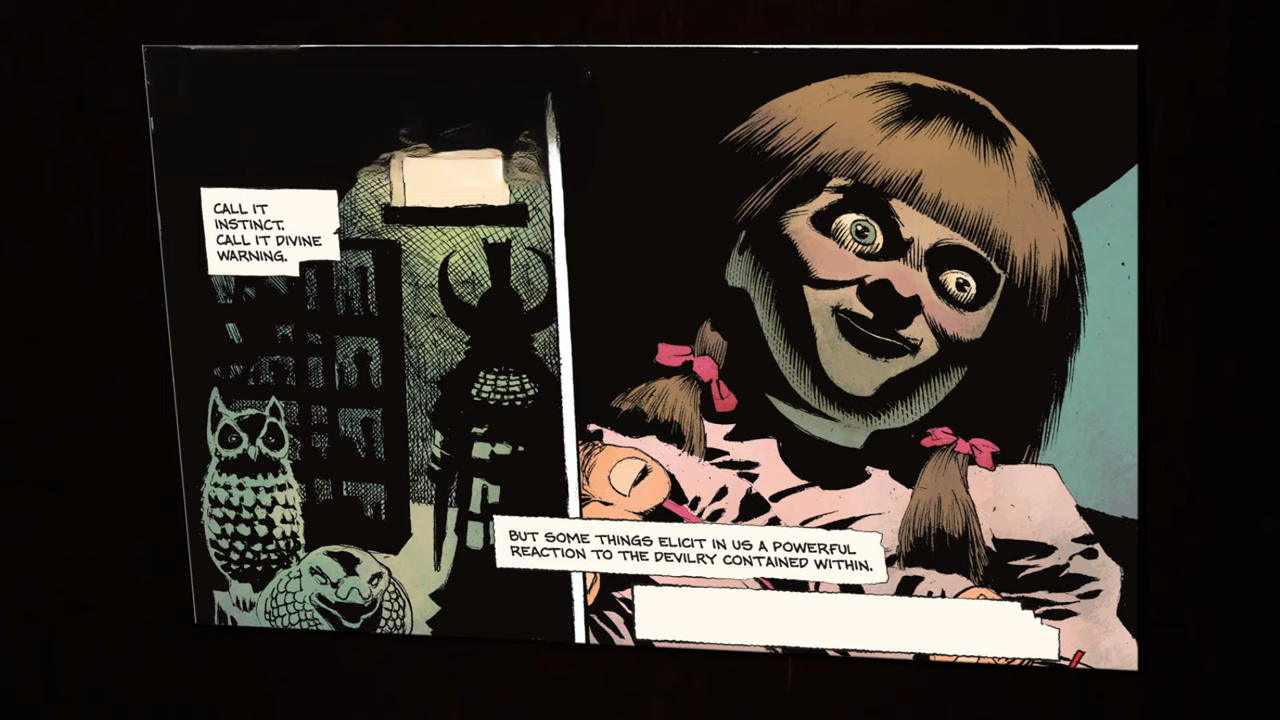 CALL IT
INSTINCT.
CALL IT DIVINE
WARNING.
BUT SOME THINGS ELICIT IN US A POWERFUL
REACTION TO THE DEVILRY CONTAINED WITHIN.